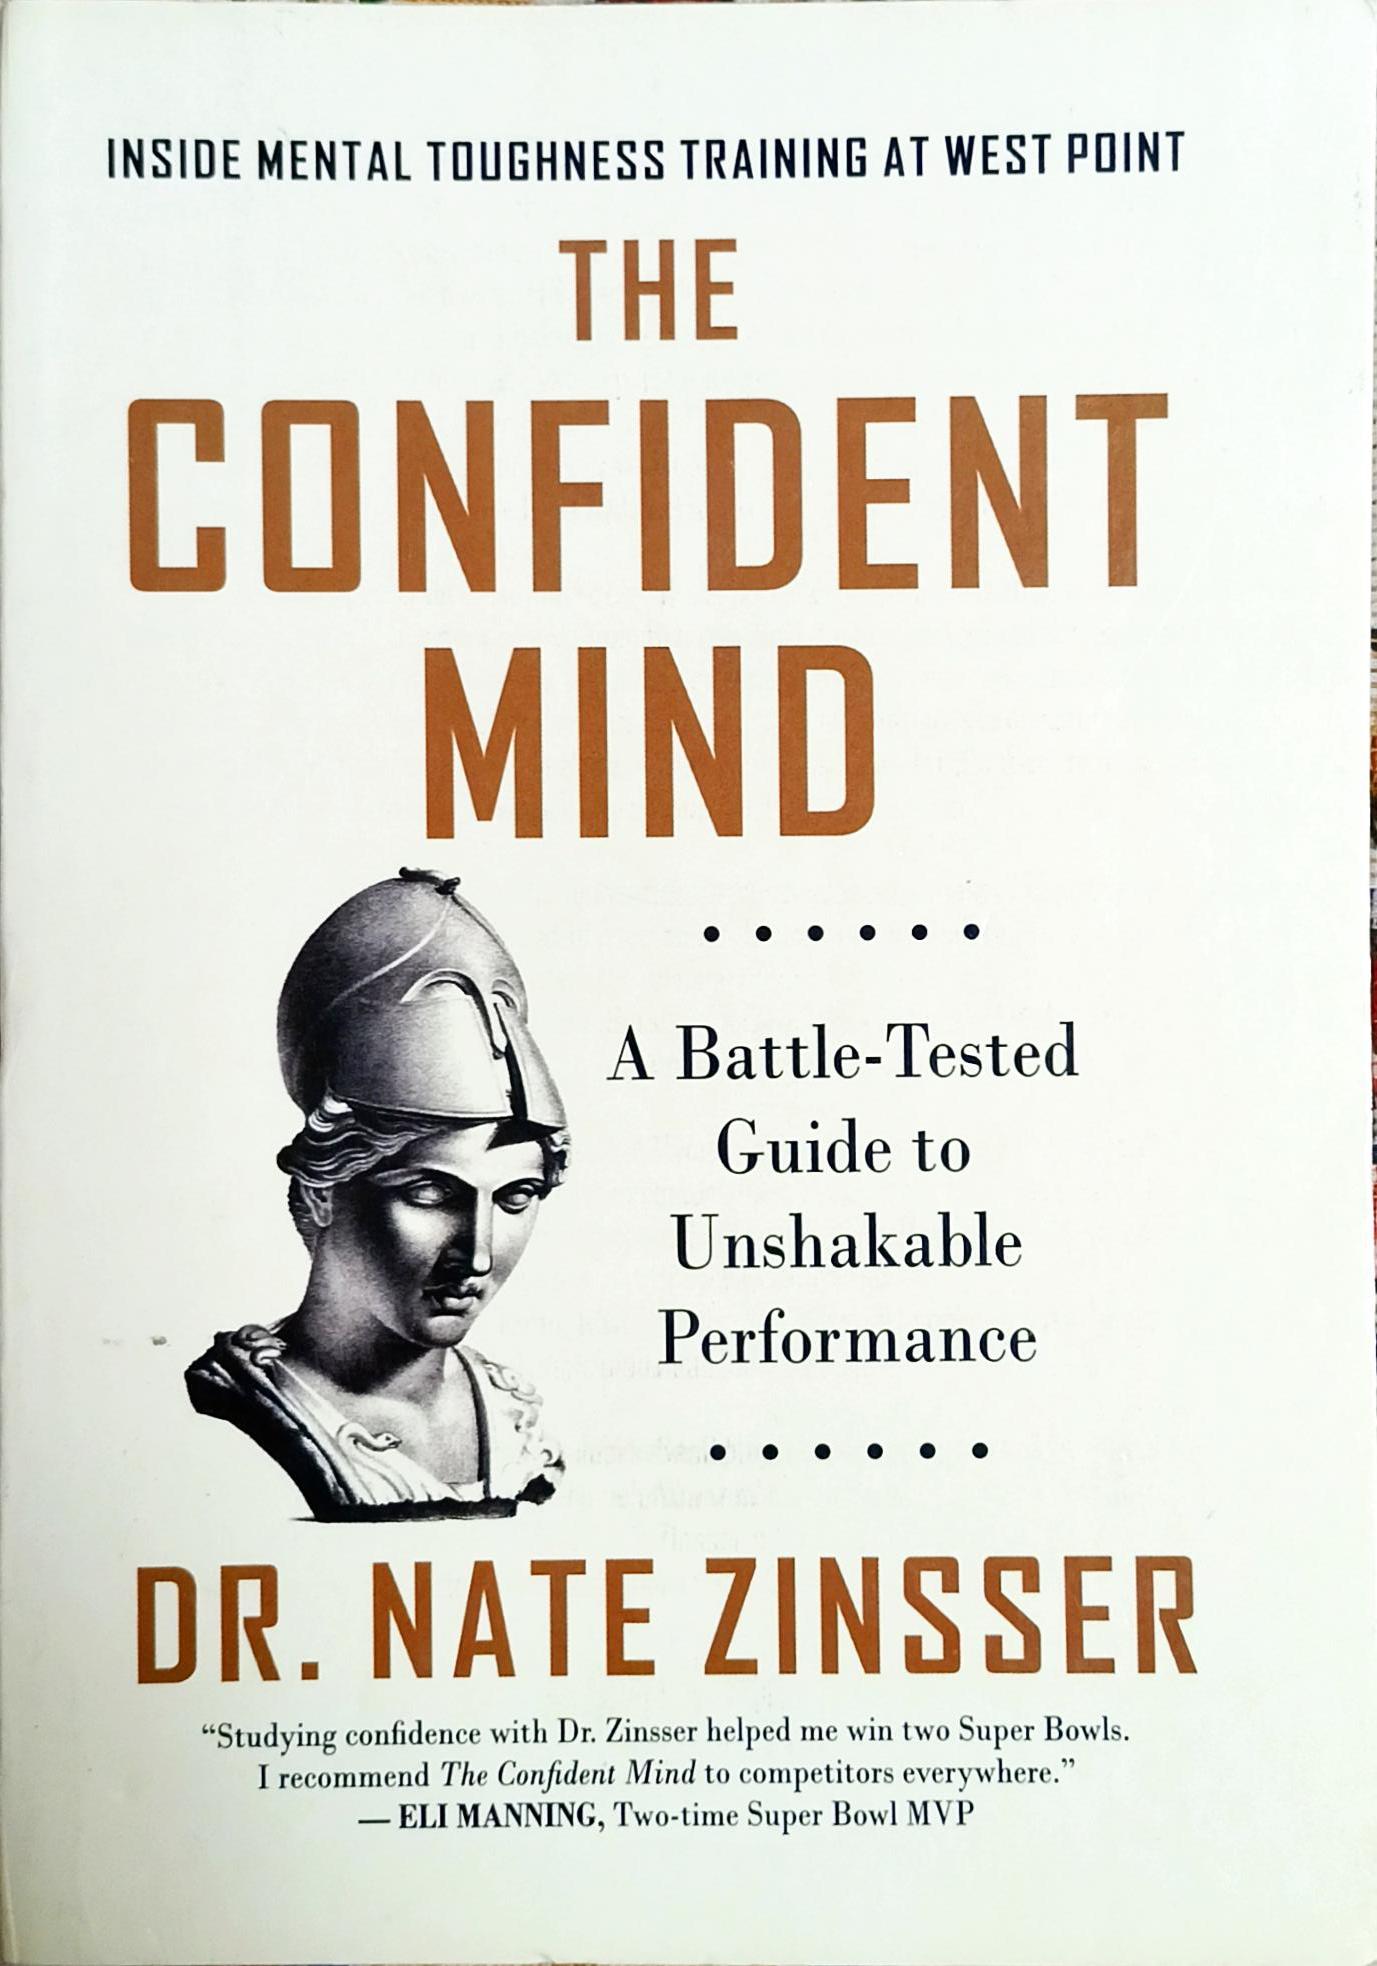 INSIDE MENTAL TOUGHNESS TRAINING AT WEST POINT
THE
CONFIDENT
MIND
A Battle-Tested
Guide to
Unshakable
Performance
DR. NATE ZINSSER
“Studying confidence with Dr. Zinsser helped me win two Super Bowls.
I recommend The Confident Mind to competitors everywhere.”
— ELI MANNING, Two-time Super Bowl MVP